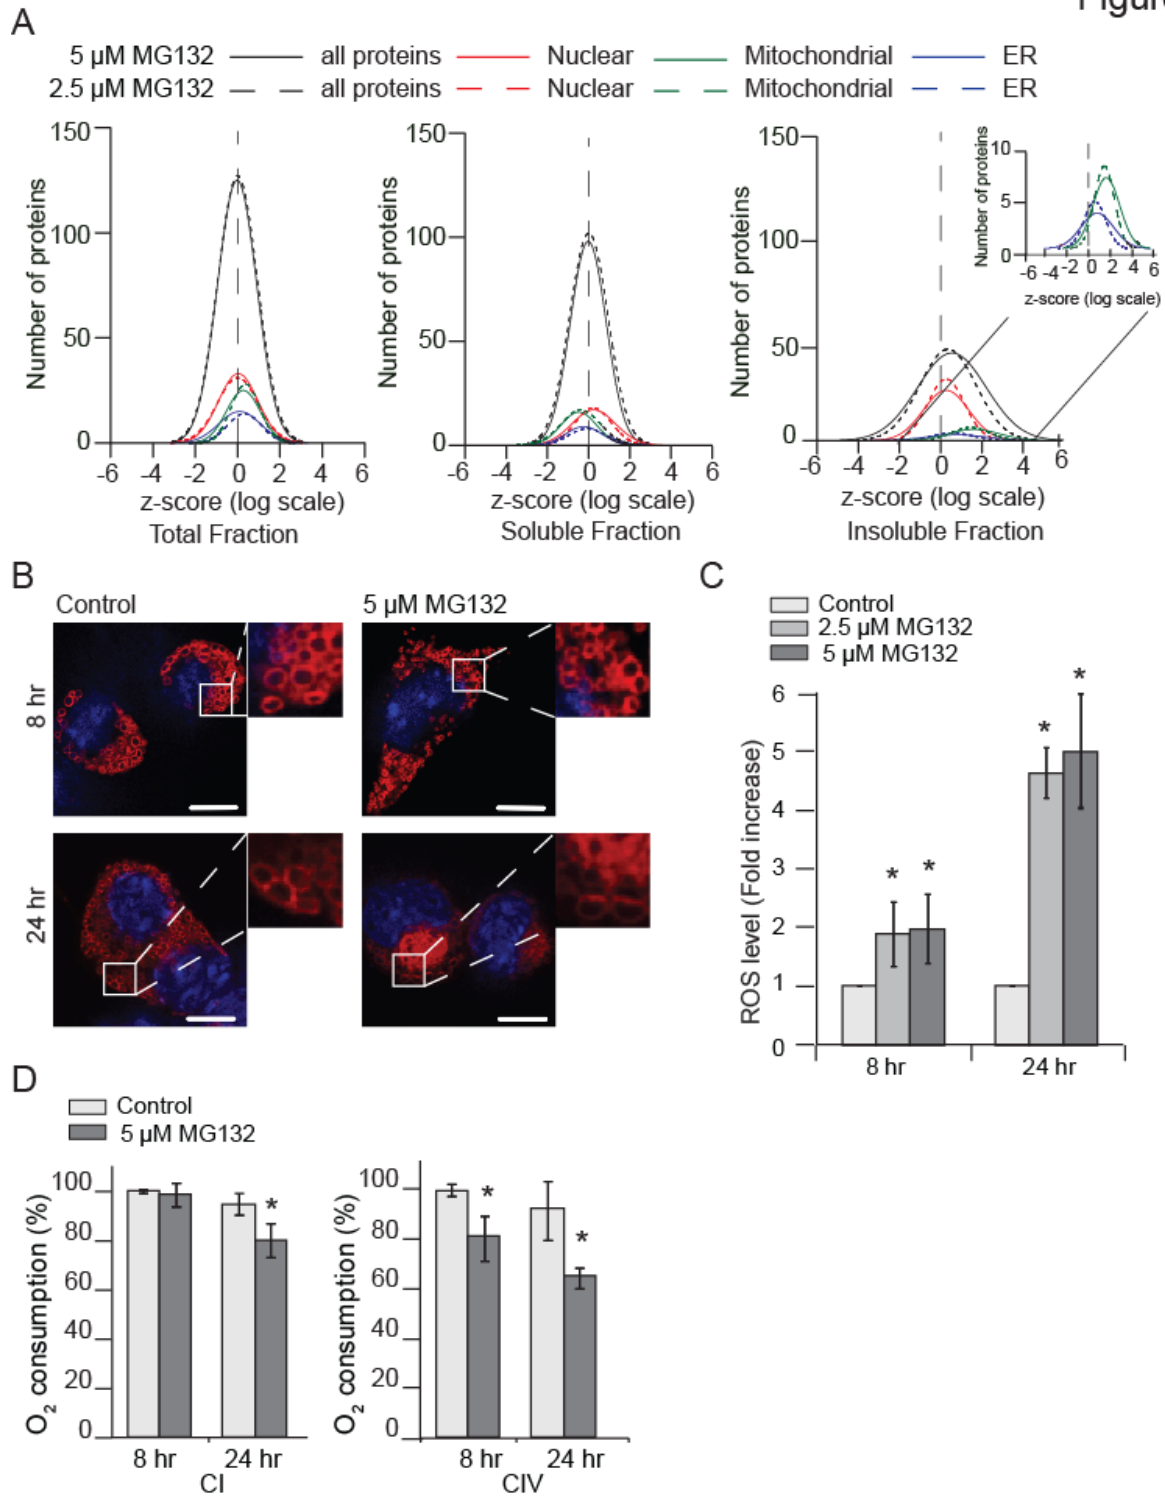 Figure
A
5 µM MG132 all proteins Nuclear Mitochondrial ER
2.5 µM MG132 all proteins Nuclear Mitochondrial ER
150
100
50
0
Number of proteins
-6 -4 -2 0 2 4 6
z-score (log scale)
Total Fraction
150
100
50
0
Number of proteins
-6 -4 -2 0 2 4 6
z-score (log scale)
Soluble Fraction
150
100
50
0
Number of proteins
-6 -4 -2 0 2 4 6
z-score (log scale)
Insoluble Fraction
10
5
0
Number of proteins
-6 -4 -2 0 2 4 6
z-score (log scale)
B
Control 5 µM MG132
8 hr
24 hr
C
Control
2.5 µM MG132
5 µM MG132
6
5
4
3
2
1
0
ROS level (Fold increase)
* * * *
8 hr 24 hr
D
Control
5 µM MG132
100
80
60
40
20
0
O2 consumption (%)
*
8 hr 24 hr
CI
100
80
60
40
20
0
O2 consumption (%)
* *
8 hr 24 hr
CIV